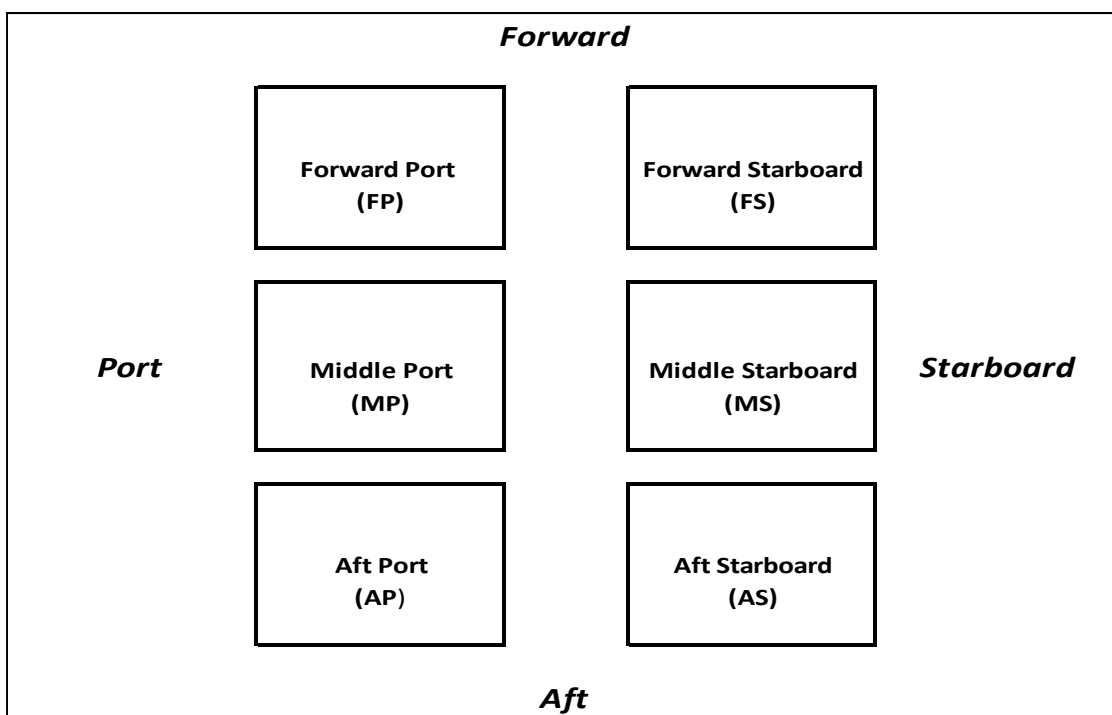 Forward
Forward Port
(FP)
Forward Starboard
(FS)
Port
Middle Port
(MP)
Middle Starboard
(MS)
Starboard
Aft Port
(AP)
Aft Starboard
(AS)
Aft